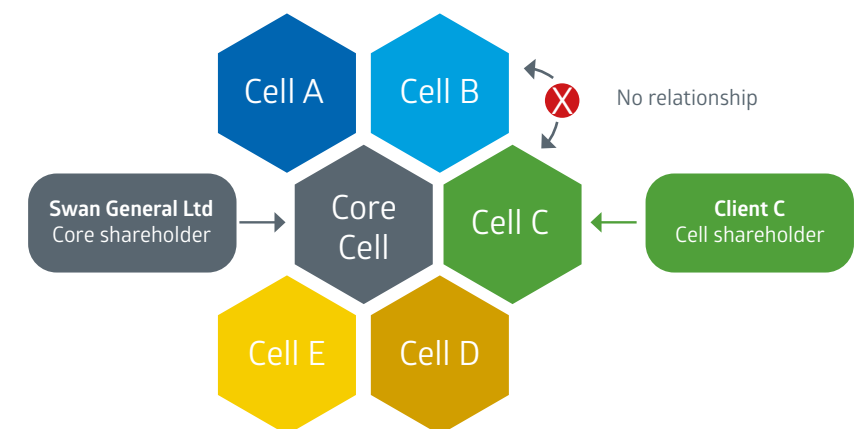 Cell A
Cell B
X
No relationship
Swan General Ltd
Core shareholder
Core
Cell
Cell C
Client C
Cell shareholder
Cell E
Cell D